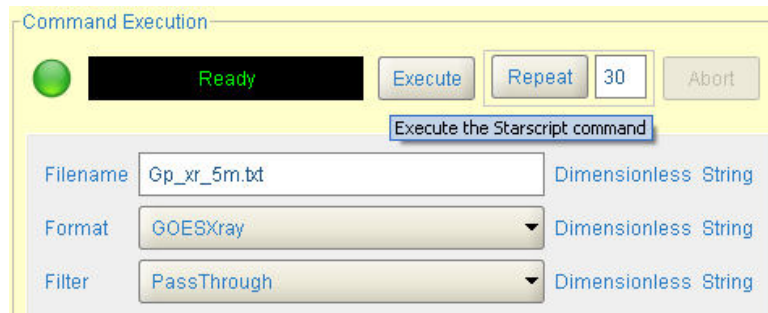 Command Execution
Ready Execute Repeat 30 Abort
Execute the Starscript command
Filename Gp_xr_5m.txt Dimensionless String
Format GOESXray Dimensionless String
Filter PassThrough Dimensionless String